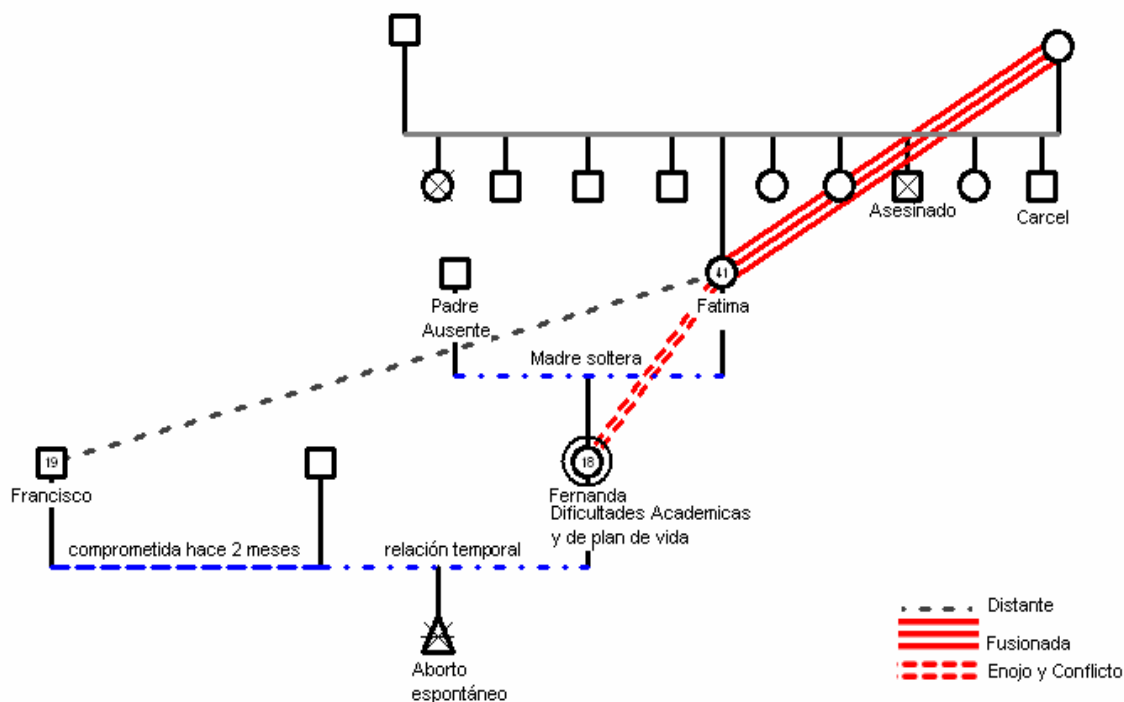 Asesinado
Carcel
41
Padre
Ausente
Fatima
Madre soltera
19
18
Francisco
Fernanda
Dificultades Academicas
y de plan de vida
comprometida hace 2 meses
relación temporal
Aborto
espontáneo
Distante
Fusionada
Enojo y Conflicto